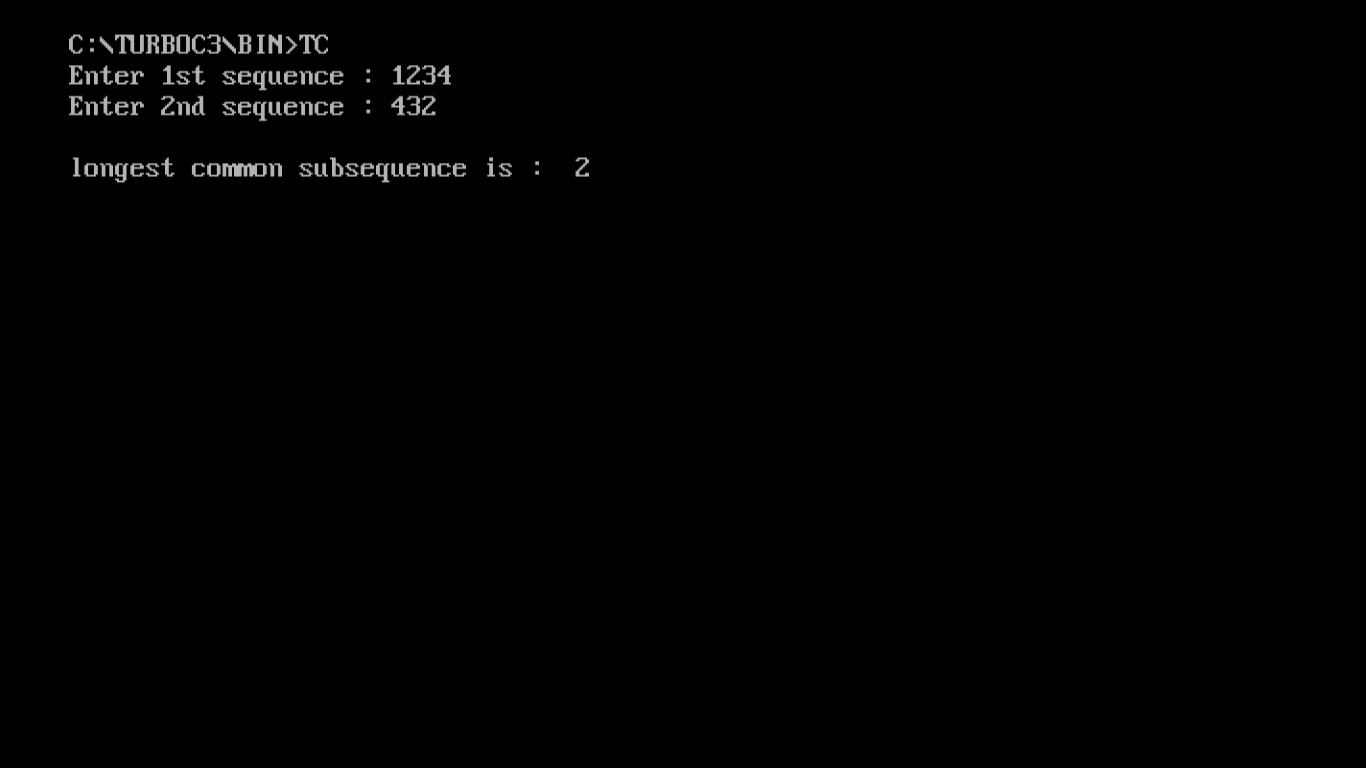 C:\TURBOC3\BIN>TC
Enter 1st sequence : 1234
Enter 2nd sequence : 432
longest common subsequence is :  2